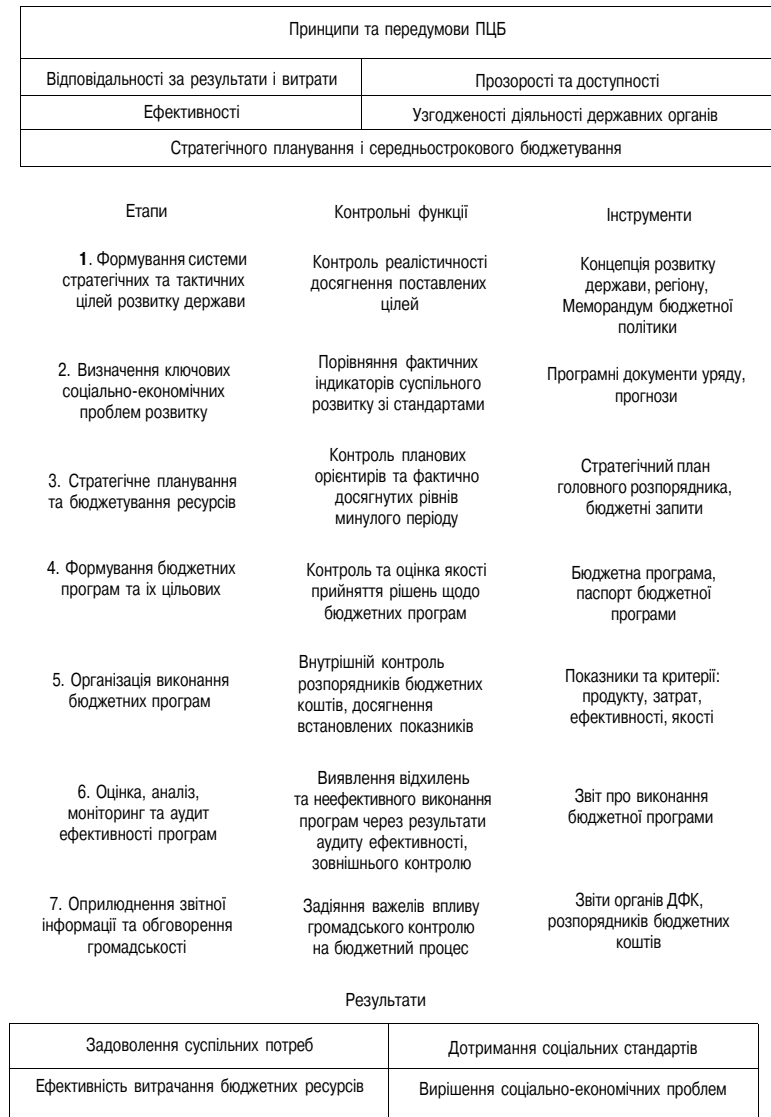 Принципи та передумови ПЦБ
Відповідальності за результати і витрати
Прозорості та доступності
Ефективності
Узгодженості діяльності державних органів
Стратегічного планування і середньострокового бюджетування
Етапи
Контрольні функції
Інструменти
1. Формування системи
стратегічних та тактичних
цілей розвитку держави
Контроль реалістичності
досягнення поставлених
цілей
Концепція розвитку
держави, регіону,
Меморандум бюджетної
політики
2. Визначення ключових
соціально-економічних
проблем розвитку
Порівняння фактичних
індикаторів суспільного
розвитку зі стандартами
Програмні документи уряду,
прогнози
3. Стратегічне планування
та бюджетування ресурсів
Контроль планових
орієнтирів та фактично
досягнутих рівнів
минулого періоду
Стратегічний план
головного розпорядника,
бюджетні запити
4. Формування бюджетних
програм та їх цільових
Контроль та оцінка якості
прийняття рішень щодо
бюджетних програм
Бюджетна програма,
паспорт бюджетної
програми
5. Організація виконання
бюджетних програм
Внутрішній контроль
розпорядників бюджетних
коштів, досягнення
встановлених показників
Показники та критерії:
продукту, затрат,
ефективності, якості
6. Оцінка, аналіз,
моніторинг та аудит
ефективності програм
Виявлення відхилень
та неефективного виконання
програм через результати
аудиту ефективності,
зовнішнього контролю
Звіт про виконання
бюджетної програми
7. Оприлюднення звітної
інформації та обговорення
громадськості
Задіяння важелів впливу
громадського контролю
на бюджетний процес
Звіти органів ДФК,
розпорядників бюджетних
коштів
Результати
Задоволення суспільних потреб
Дотримання соціальних стандартів
Ефективність витрачання бюджетних ресурсів
Вирішення соціально-економічних проблем